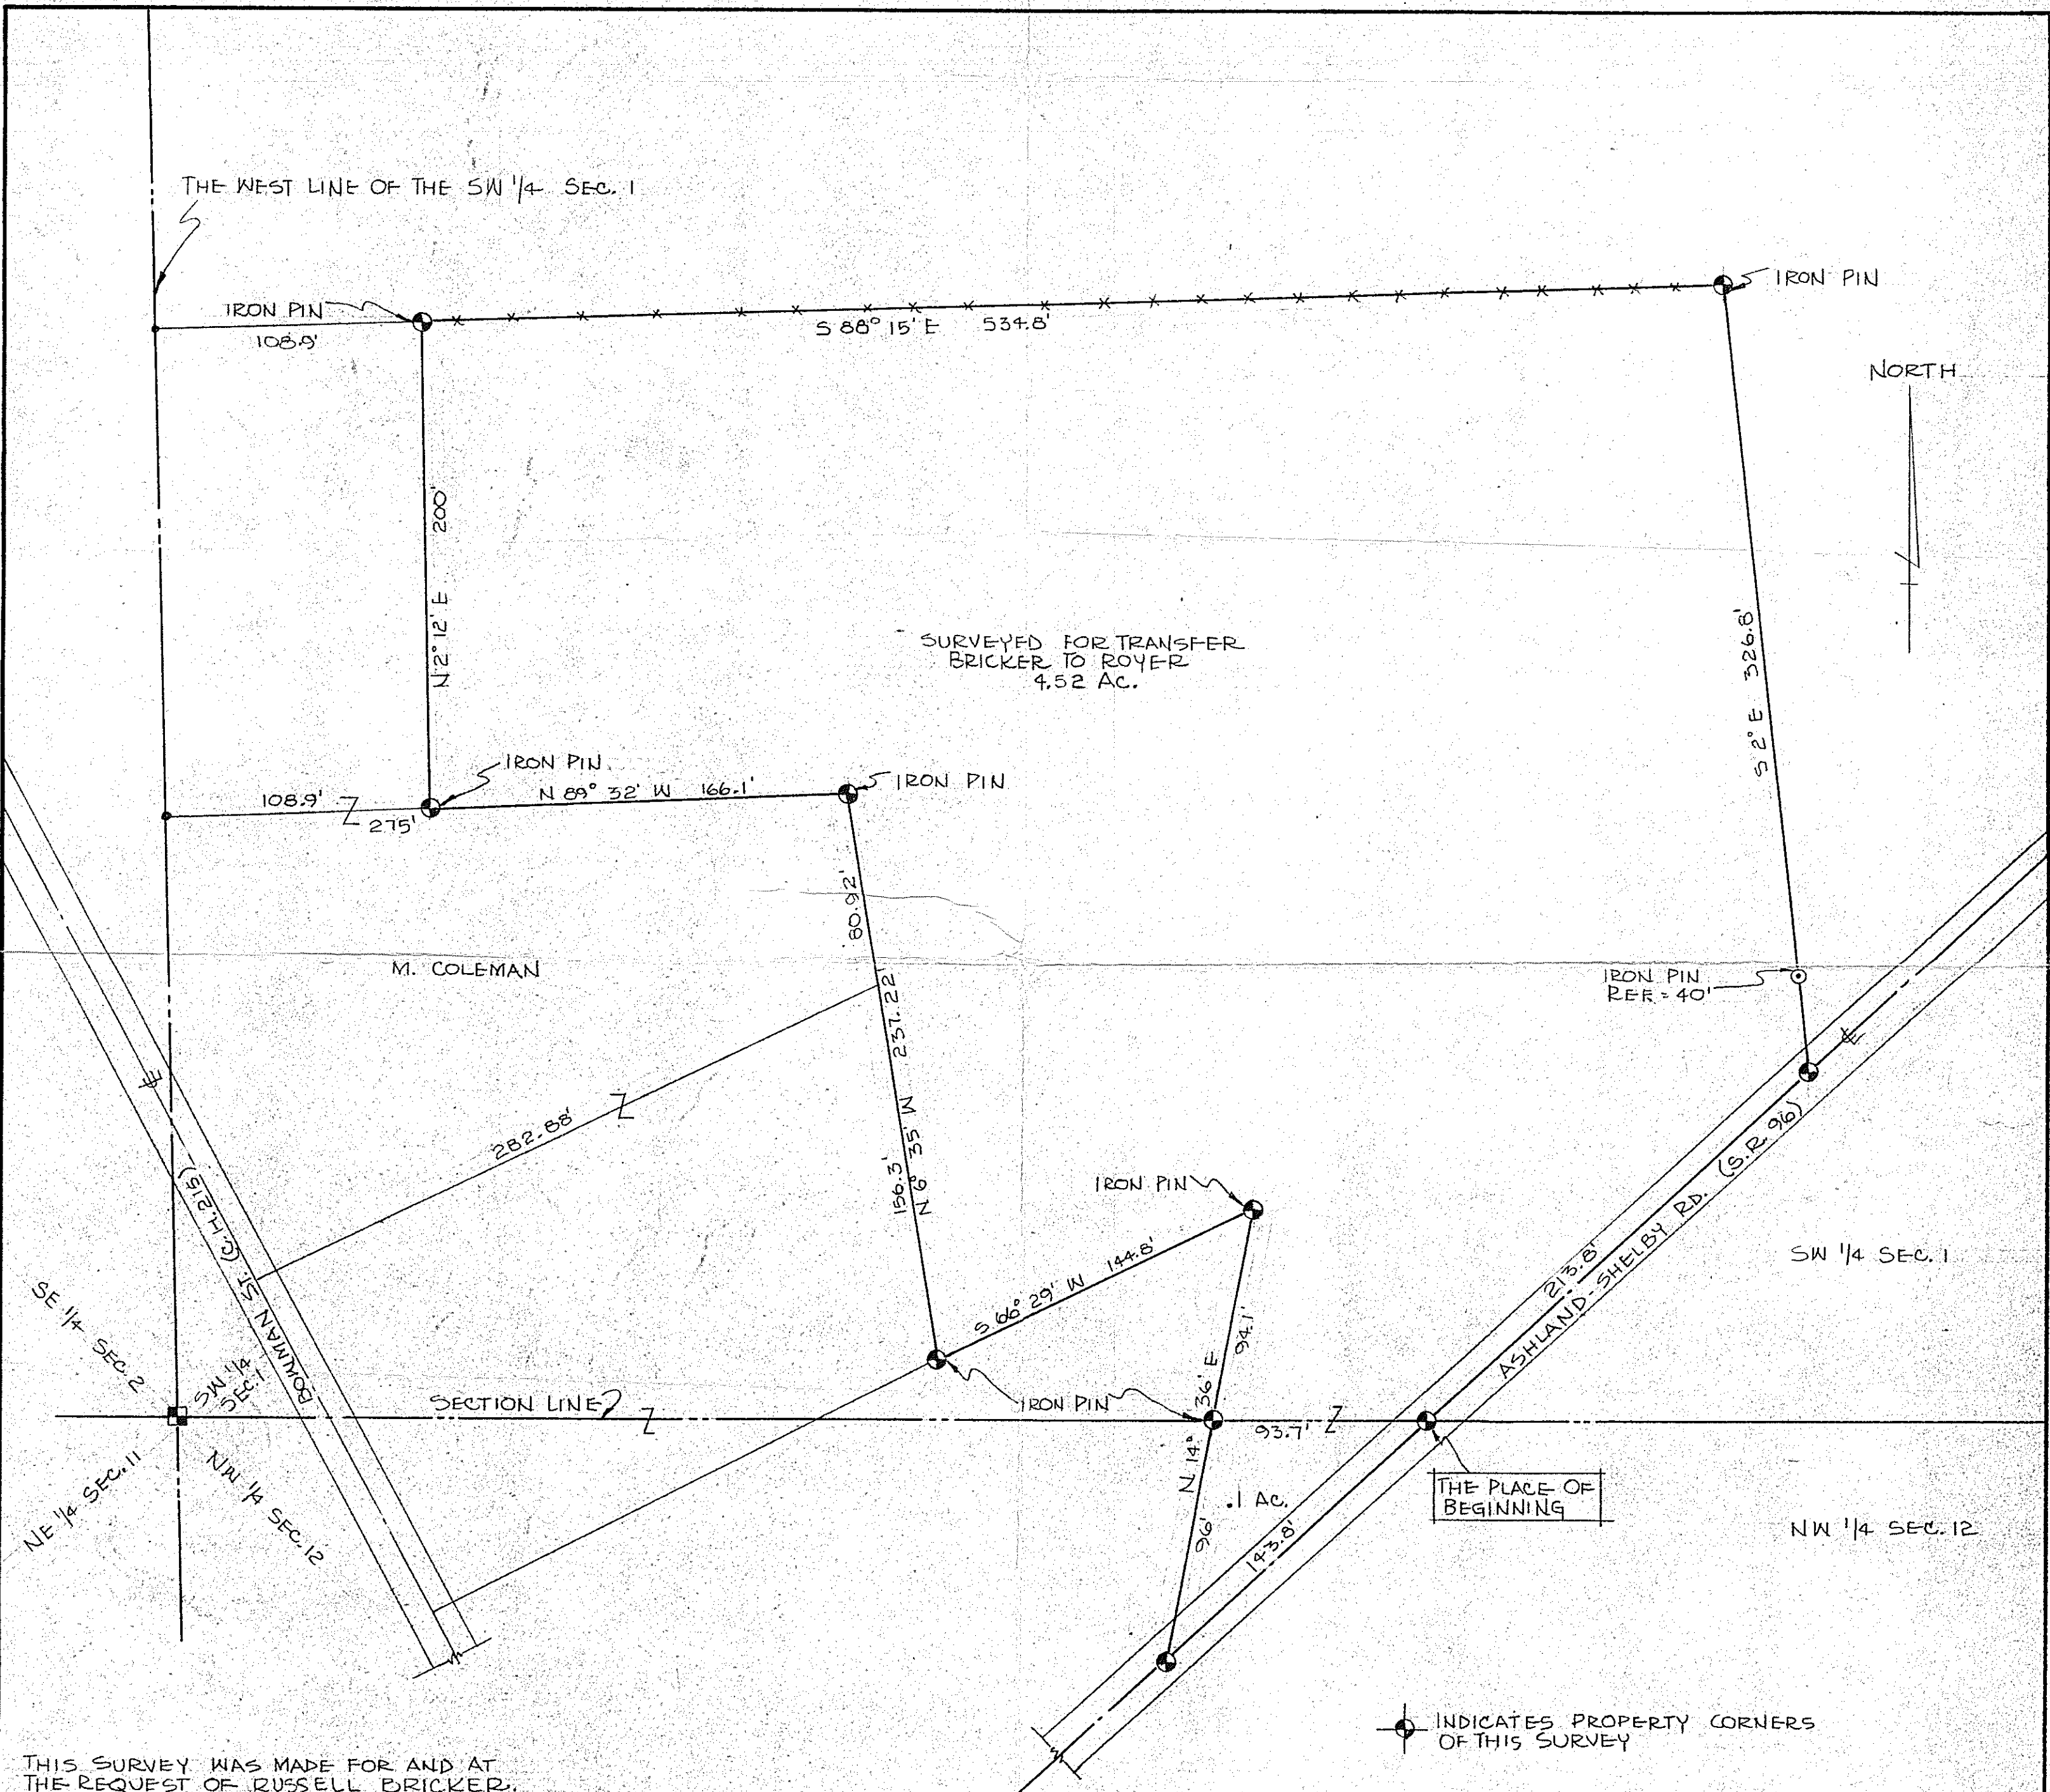 THE WEST LINE OF THE SW 1/4 SEC. 1
IRON PIN
108.9'
S 88° 15' E 534.8'
IRON PIN
NORTH
N 2° 12' E 200'
S 2° E 326.8'
SURVEYED FOR TRANSFER
BRICKER TO ROYER
4.52 AC.
IRON PIN
108.9'
275'
N 89° 32' W 166.1'
IRON PIN
80.92'
M. COLEMAN
N 6° 35' W 237.22'
156.3'
282.88'
IRON PIN
REF. = 40'
IRON PIN
S 66° 29' W 144.8'
94.1'
N 14° 36' E
96'
213.8'
ASHLAND-SHELBY RD. (S.R. 96)
SW 1/4 SEC. 1
BOWMAN ST. (C.H. 215)
SE 1/4 SEC. 2
SW 1/4
SEC. 1
SECTION LINE
IRON PIN
93.7'
NE 1/4 SEC. 11
NW 1/4 SEC. 12
.1 AC.
143.8'
THE PLACE OF
BEGINNING
NW 1/4 SEC. 12
INDICATES PROPERTY CORNERS
OF THIS SURVEY
THIS SURVEY WAS MADE FOR AND AT
THE REQUEST OF RUSSELL BRICKER.